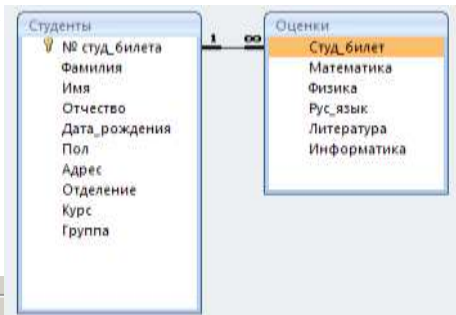 Студенты
№ студ_билета
Фамилия
Имя
Отчество
Дата_рождения
Пол
Адрес
Отделение
Курс
Группа
1 ∞
Оценки
Студ_билет
Математика
Физика
Рус_язык
Литература
Информатика